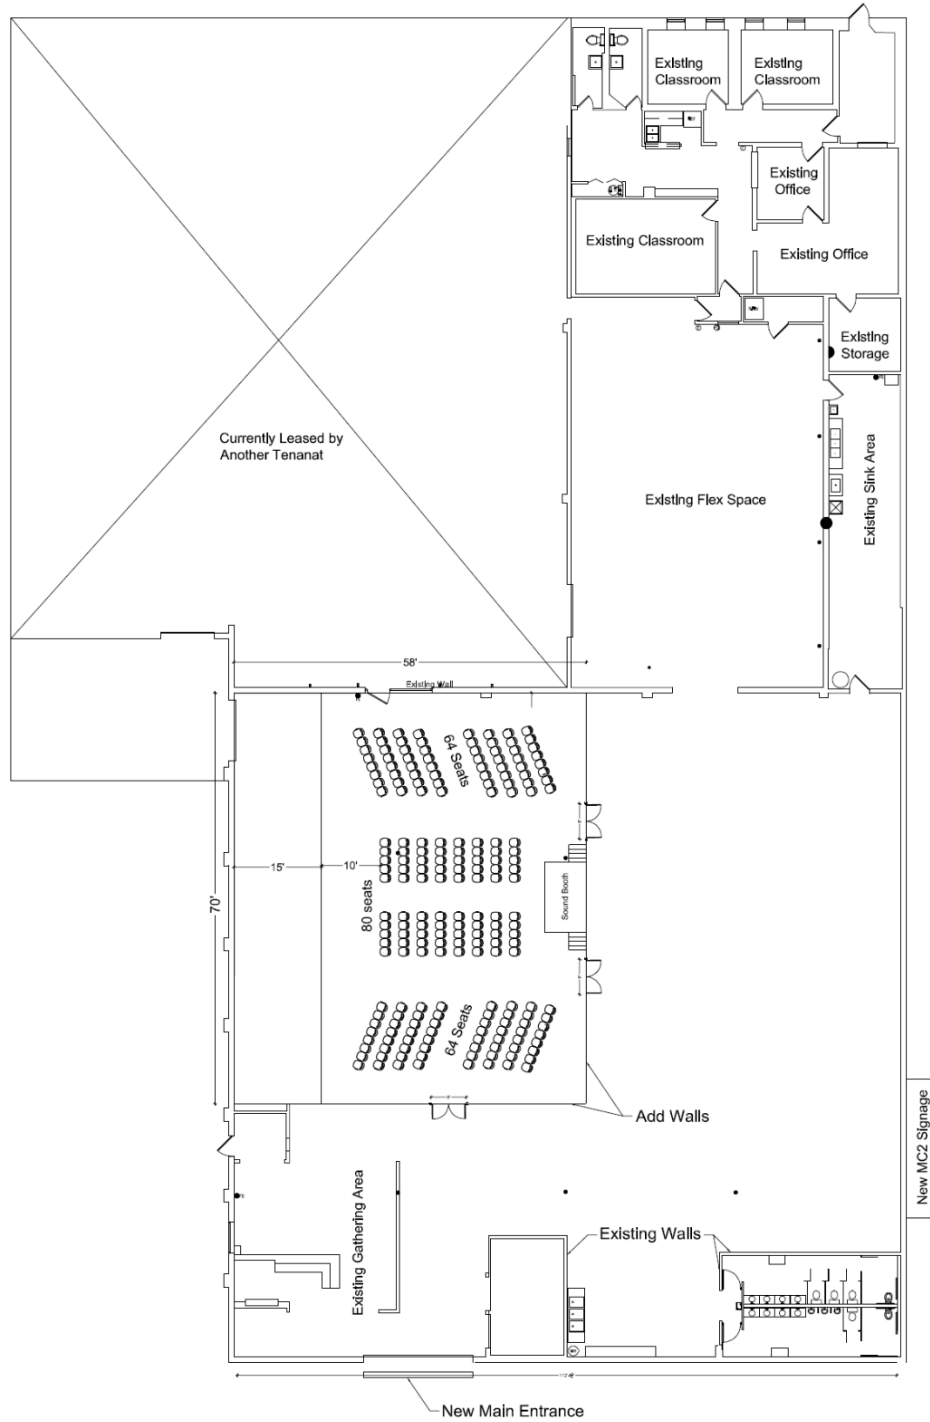 Existing
Classroom
Existing
Classroom
Existing
Office
Existing Classroom
Existing Office
Existing
Storage
Currently Leased by
Another Tenanat
Existing Flex Space
Existing Sink Area
58'
Existing Wall
64 Seats
15'
10'
70'
80 seats
Sound Booth
64 Seats
Add Walls
New MC2 Signage
Existing Gathering Area
Existing Walls
New Main Entrance